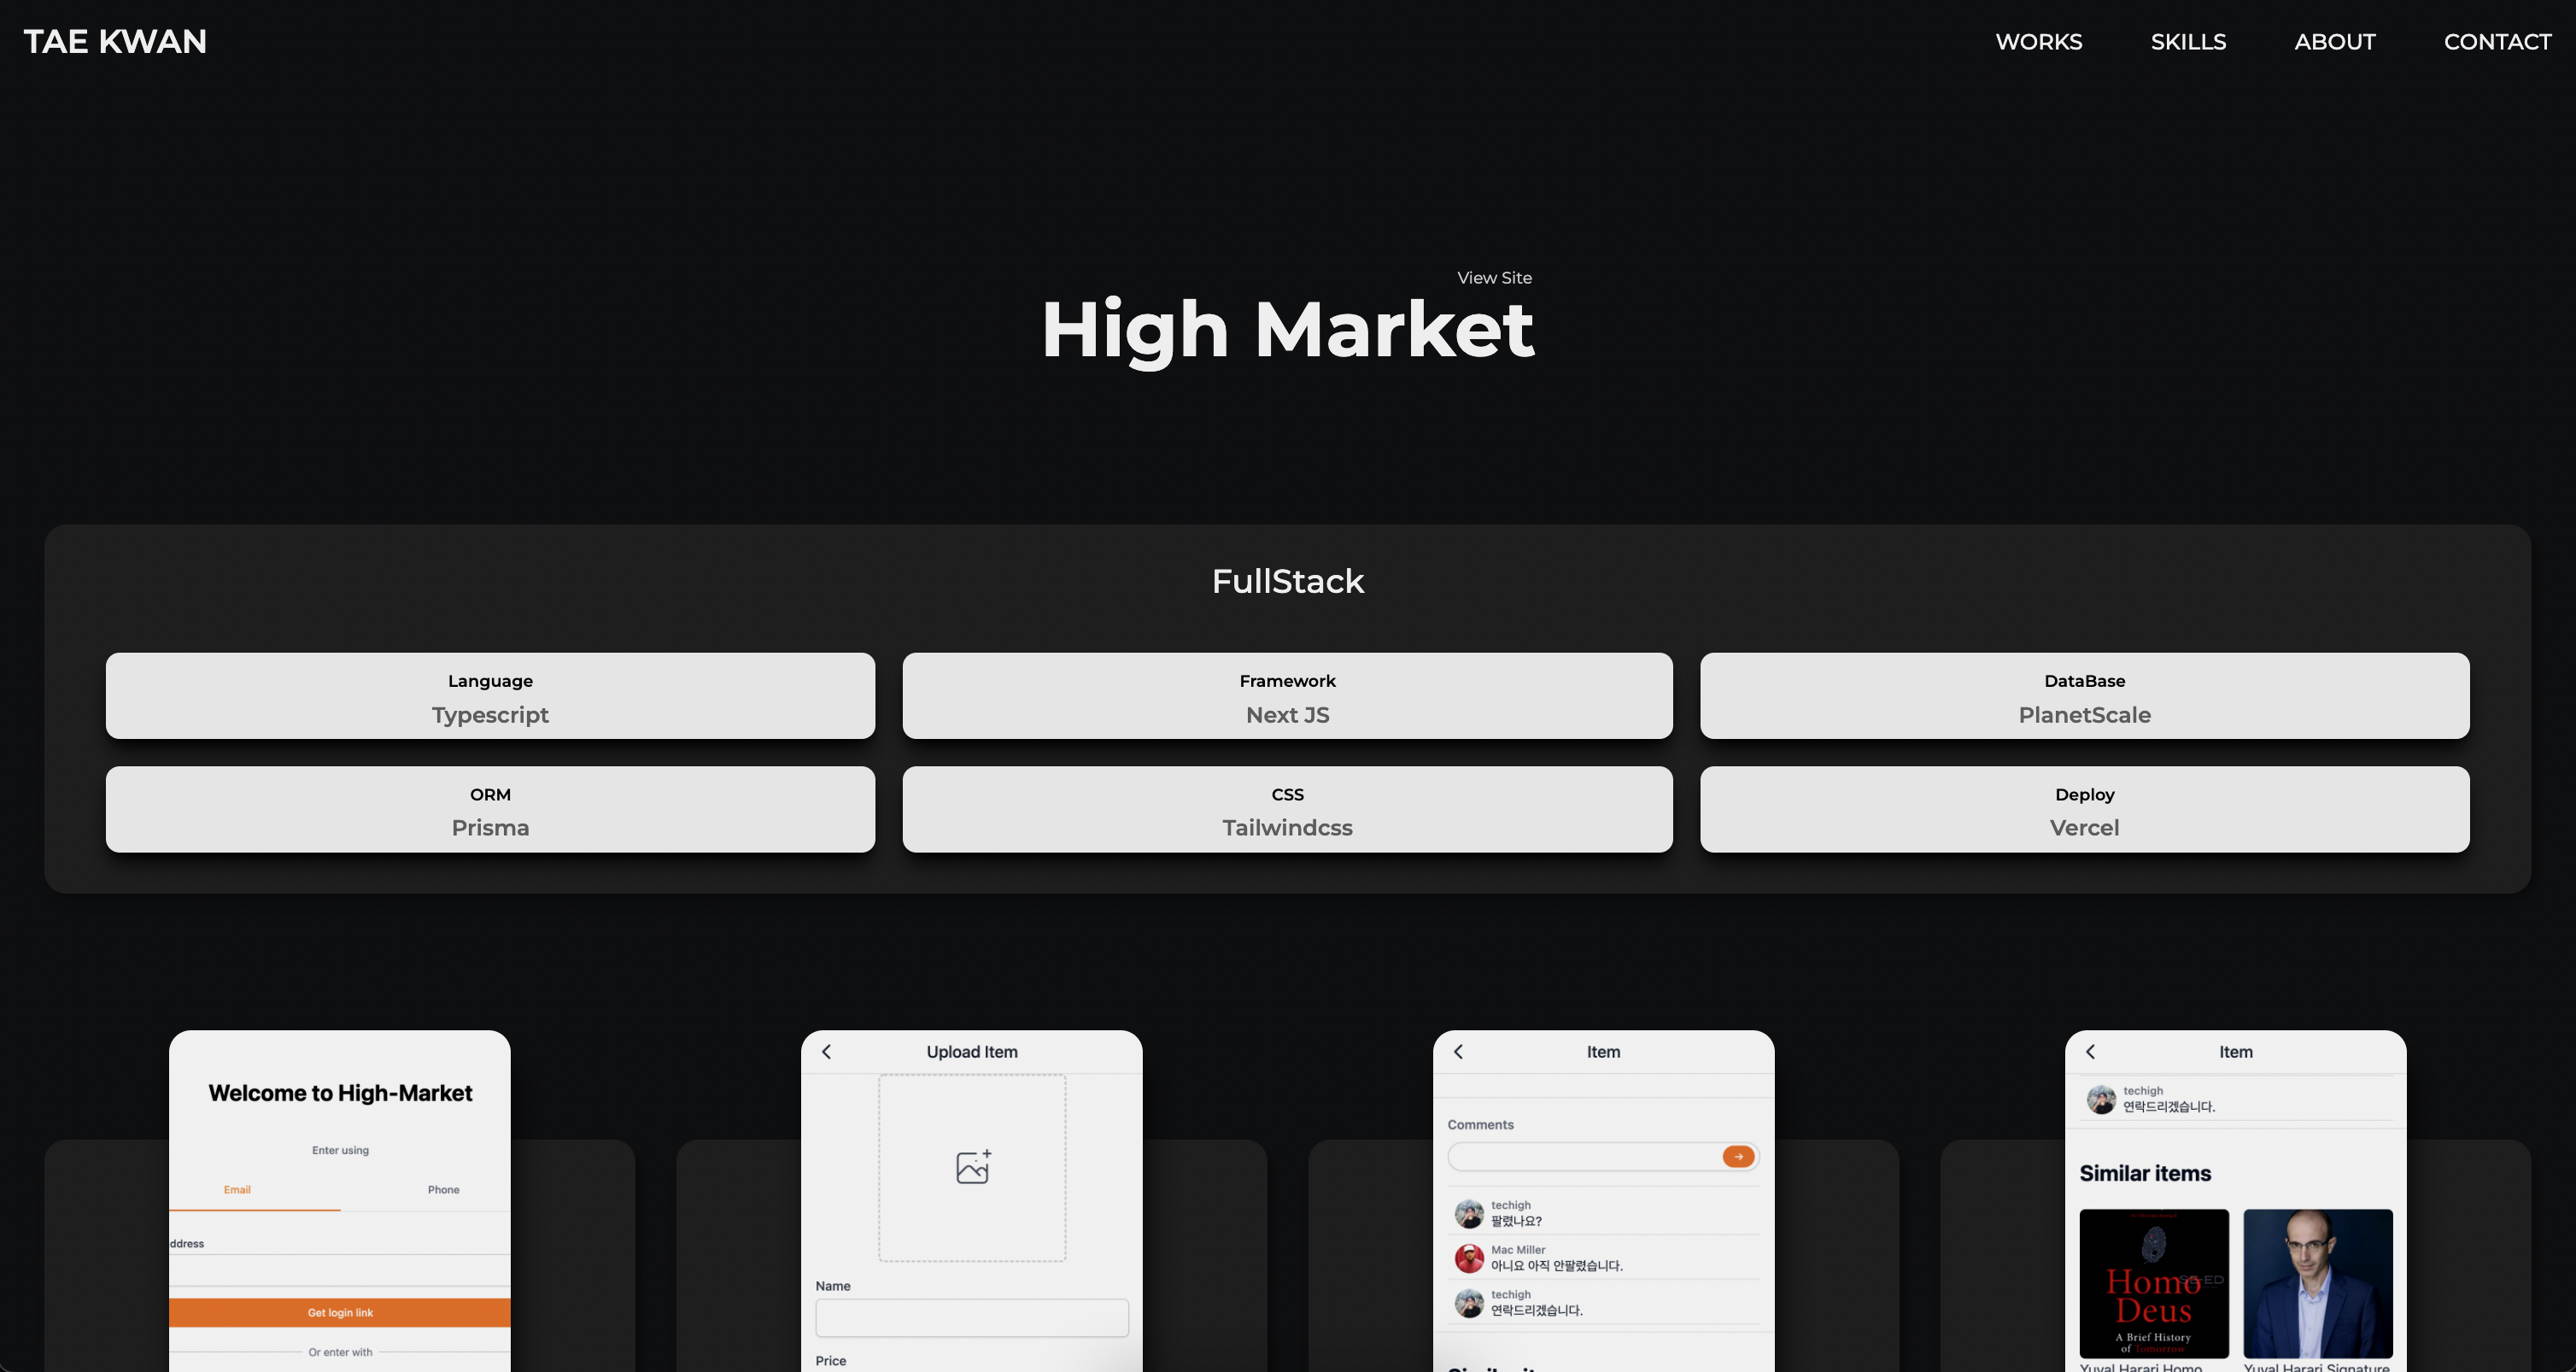 TAE KWAN
WORKS SKILLS ABOUT CONTACT
View Site
High Market
FullStack
Language
Typescript
Framework
Next JS
DataBase
PlanetScale
ORM
Prisma
CSS
Tailwindcss
Deploy
Vercel
Welcome to High-Market
Enter using
Email Phone
ddress
Get login link
Or enter with
Upload Item
Name
Price
Item
Comments
techigh
팔렸나요?
Mac Miller
아니요 아직 안팔렸습니다.
techigh
연락드리겠습니다.
Item
techigh
연락드리겠습니다.
Similar items
SE-ED
Homo
Deus
A Brief History
of Tomorrow
Yuval Harari Homo
Yuval Harari Signature